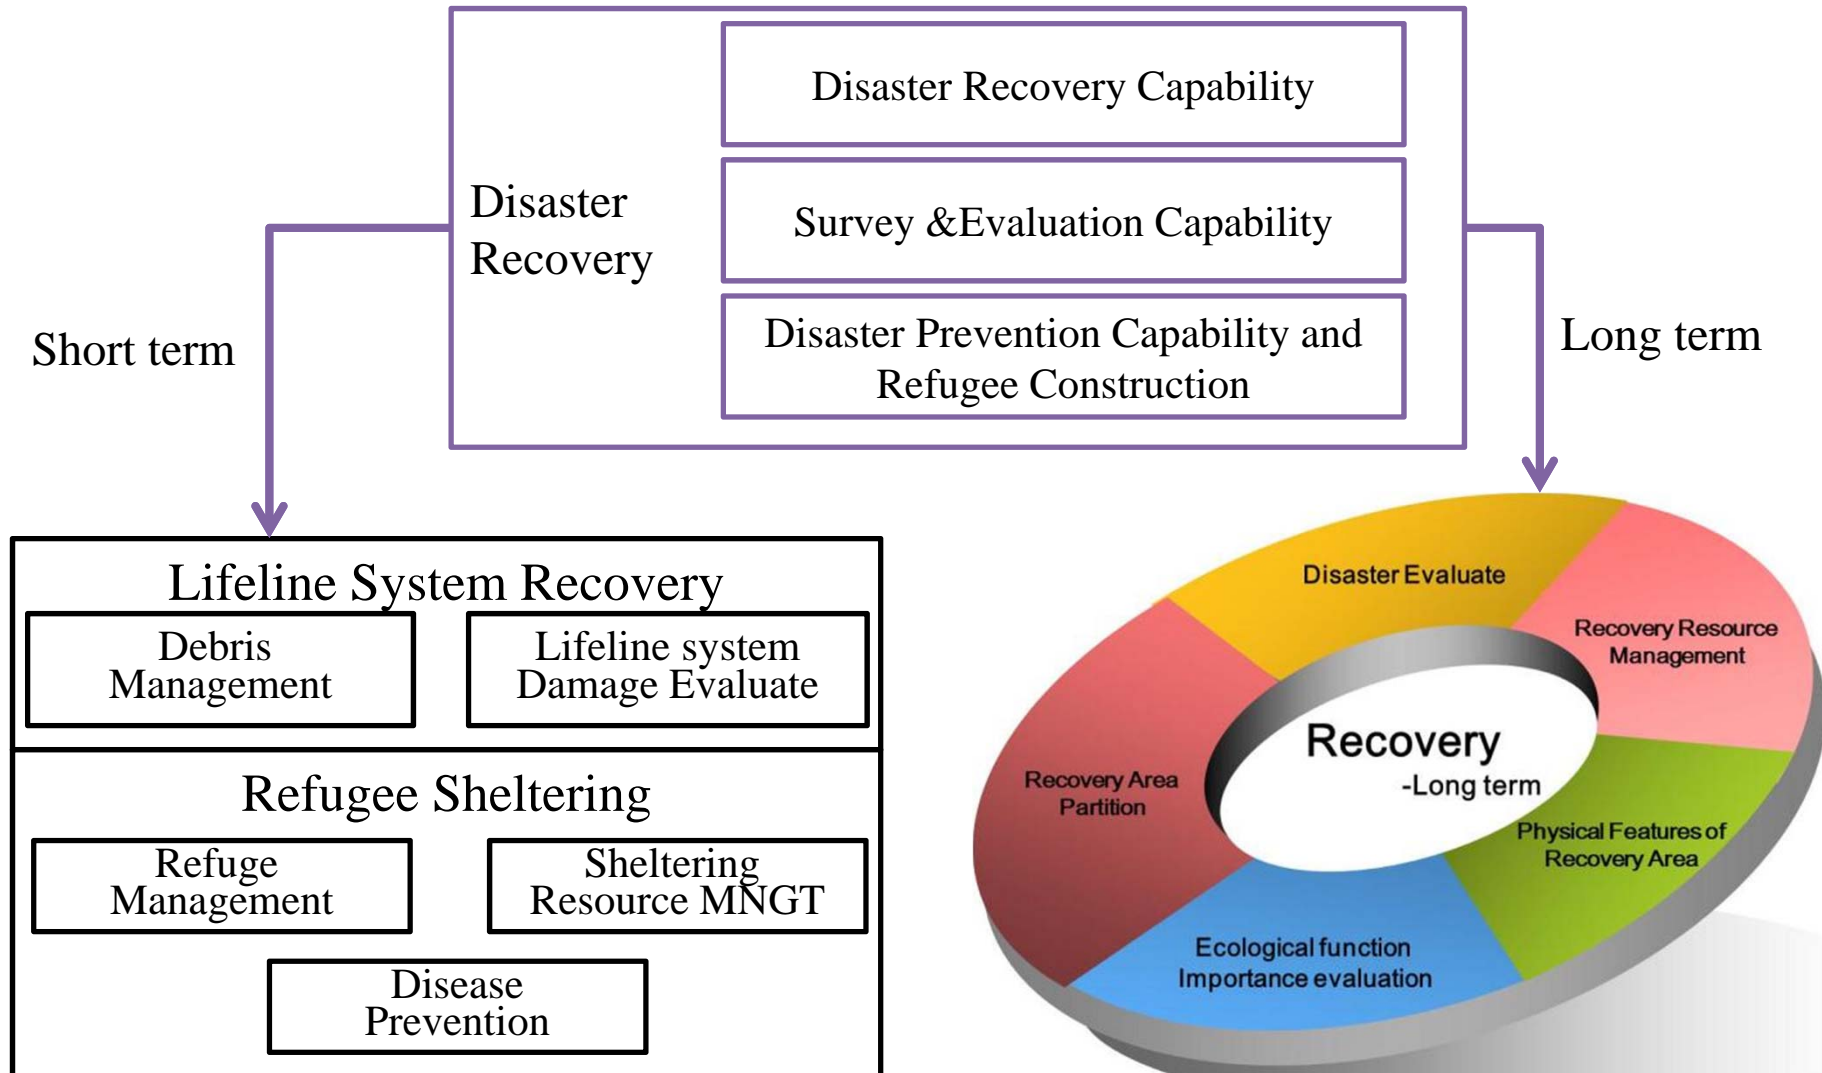 Disaster Recovery Capability
Disaster
Recovery
Survey &Evaluation Capability
Disaster Prevention Capability and
Refugee Construction
Short term
Long term
Lifeline System Recovery
Debris
Management
Lifeline system
Damage Evaluate
Refugee Sheltering
Refuge
Management
Sheltering
Resource MNGT
Disease
Prevention
Disaster Evaluate
Recovery Resource
Management
Recovery
-Long term
Recovery Area
Partition
Physical Features of
Recovery Area
Ecological function
Importance evaluation